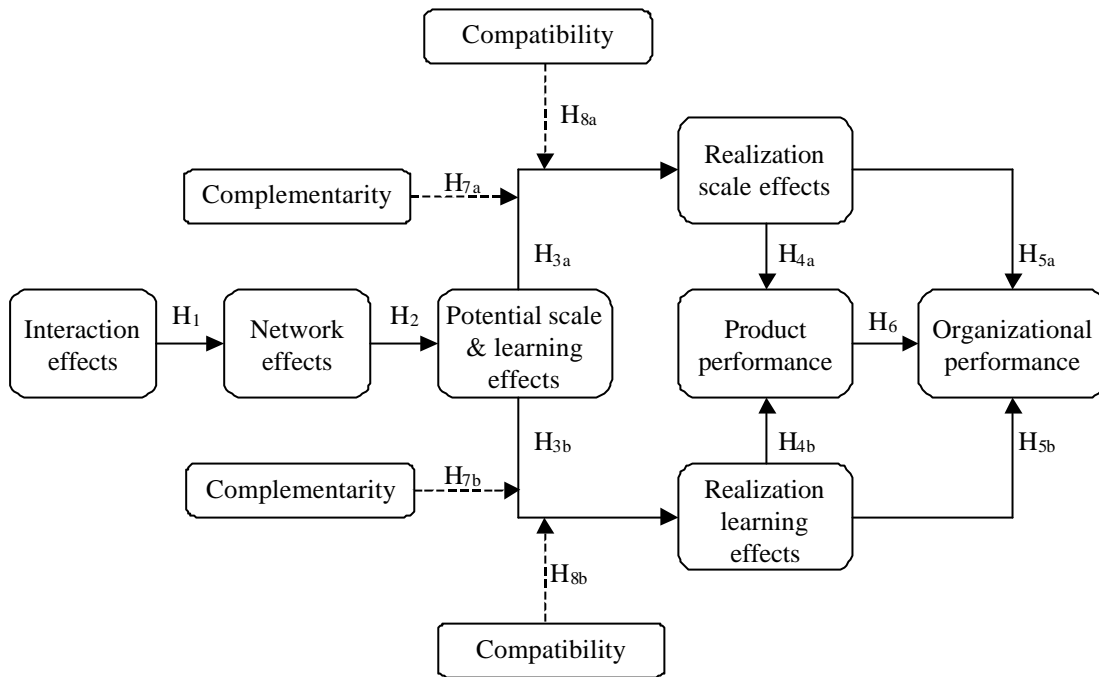 Compatibility
H8a
Realization
scale effects
Complementarity
H7a
H3a
H4a
H5a
Interaction
effects
H1
Network
effects
H2
Potential scale
& learning
effects
Product
performance
H6
Organizational
performance
H3b
H4b
H5b
Complementarity
H7b
Realization
learning
effects
H8b
Compatibility